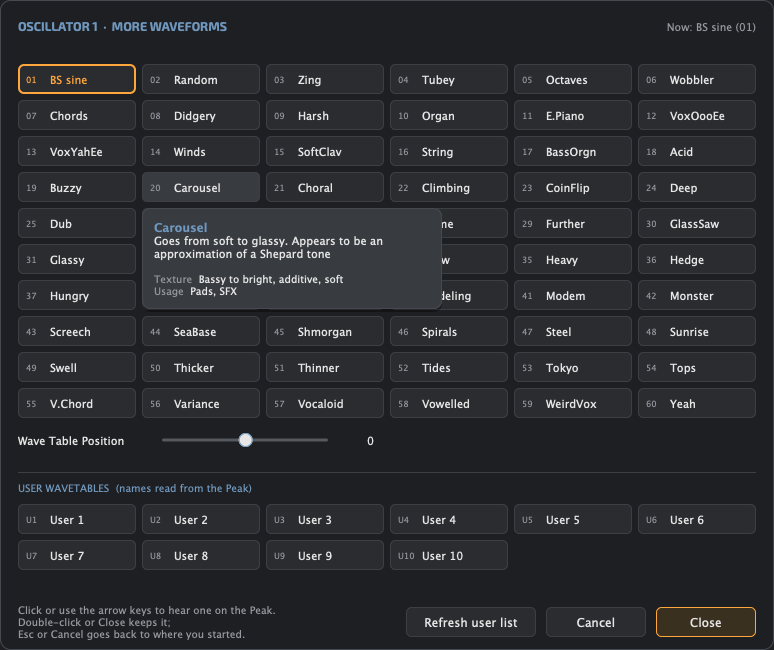 OSCILLATOR 1 · MORE WAVEFORMS
Now: BS sine (01)
01 BS sine
02 Random
03 Zing
04 Tubey
05 Octaves
06 Wobbler
07 Chords
08 Didgery
09 Harsh
10 Organ
11 E.Piano
12 VoxOooEe
13 VoxYahEe
14 Winds
15 SoftClav
16 String
17 BassOrgn
18 Acid
19 Buzzy
20 Carousel
21 Choral
22 Climbing
23 CoinFlip
24 Deep
25 Dub
29 Further
30 GlassSaw
31 Glassy
35 Heavy
36 Hedge
37 Hungry
41 Modem
42 Monster
Carousel
Goes from soft to glassy. Appears to be an
approximation of a Shepard tone
Texture Bassy to bright, additive, soft
Usage Pads, SFX
43 Screech
44 SeaBase
45 Shmorgan
46 Spirals
47 Steel
48 Sunrise
49 Swell
50 Thicker
51 Thinner
52 Tides
53 Tokyo
54 Tops
55 V.Chord
56 Variance
57 Vocaloid
58 Vowelled
59 WeirdVox
60 Yeah
Wave Table Position
0
USER WAVETABLES (names read from the Peak)
U1 User 1
U2 User 2
U3 User 3
U4 User 4
U5 User 5
U6 User 6
U7 User 7
U8 User 8
U9 User 9
U10 User 10
Click or use the arrow keys to hear one on the Peak.
Double-click or Close keeps it;
Esc or Cancel goes back to where you started.
Refresh user list
Cancel
Close